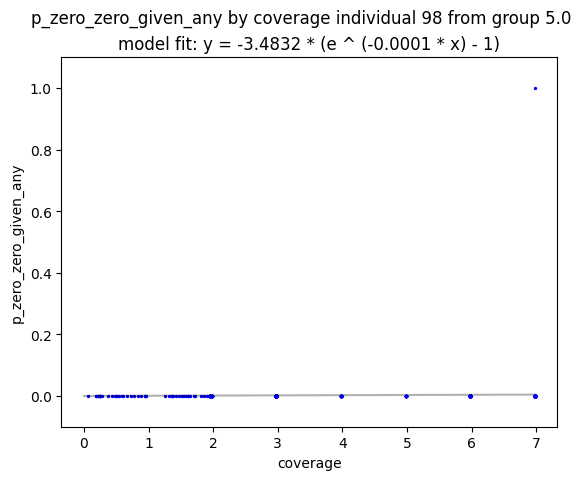 p_zero_zero_given_any by coverage individual 98 from group 5.0
model fit: y = -3.4832 * (e ^ (-0.0001 * x) - 1)
1.0
0.8
0.6
0.4
0.2
0.0
p_zero_zero_given_any
0 1 2 3 4 5 6 7
coverage